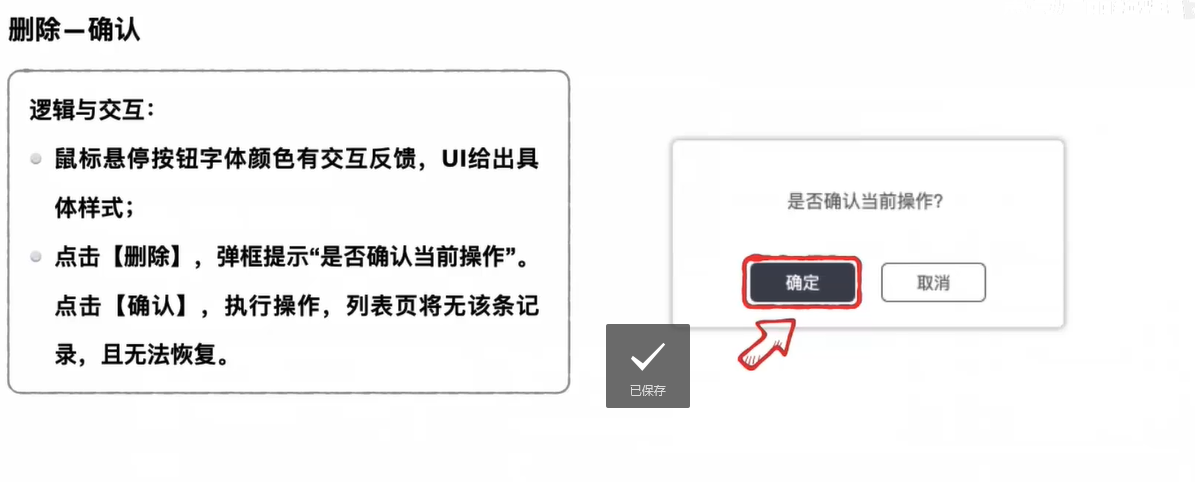 删除—确认
逻辑与交互：
鼠标悬停按钮字体颜色有交互反馈，UI给出具
体样式；
点击【删除】，弹框提示“是否确认当前操作”。
点击【确认】，执行操作，列表页将无该条记
录，且无法恢复。
是否确认当前操作?
确定
取消
已保存